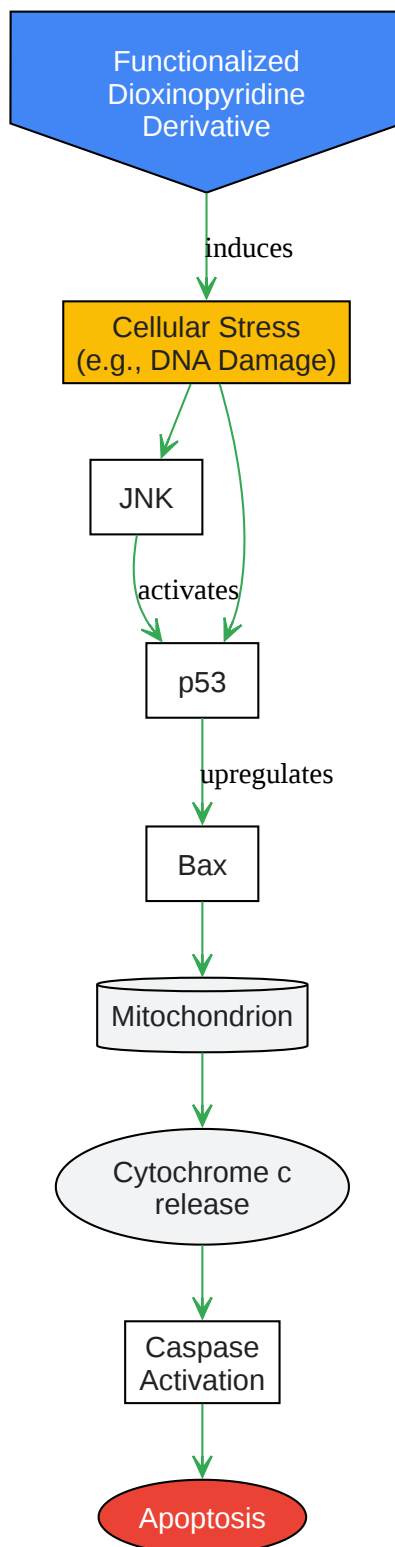 Functionalized
Dioxinopyridine
Derivative
induces
Cellular Stress
(e.g., DNA Damage)
JNK
activates
p53
upregulates
Bax
Mitochondrion
Cytochrome c
release
Caspase
Activation
Apoptosis